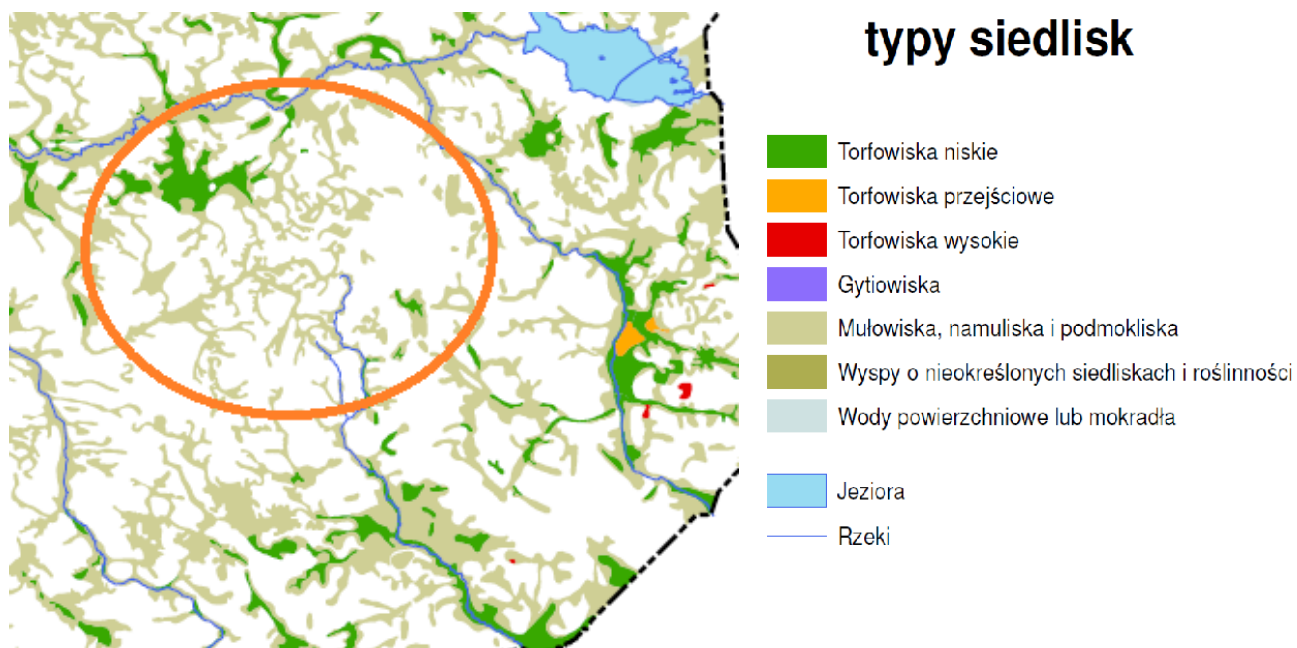 typy siedlisk
Torfowiska niskie
Torfowiska przejściowe
Torfowiska wysokie
Gytiowiska
Mułowiska, namuliska i podmokliska
Wyspy o nieokreślonych siedliskach i roślinności
Wody powierzchniowe lub mokradła
Jeziora
Rzeki